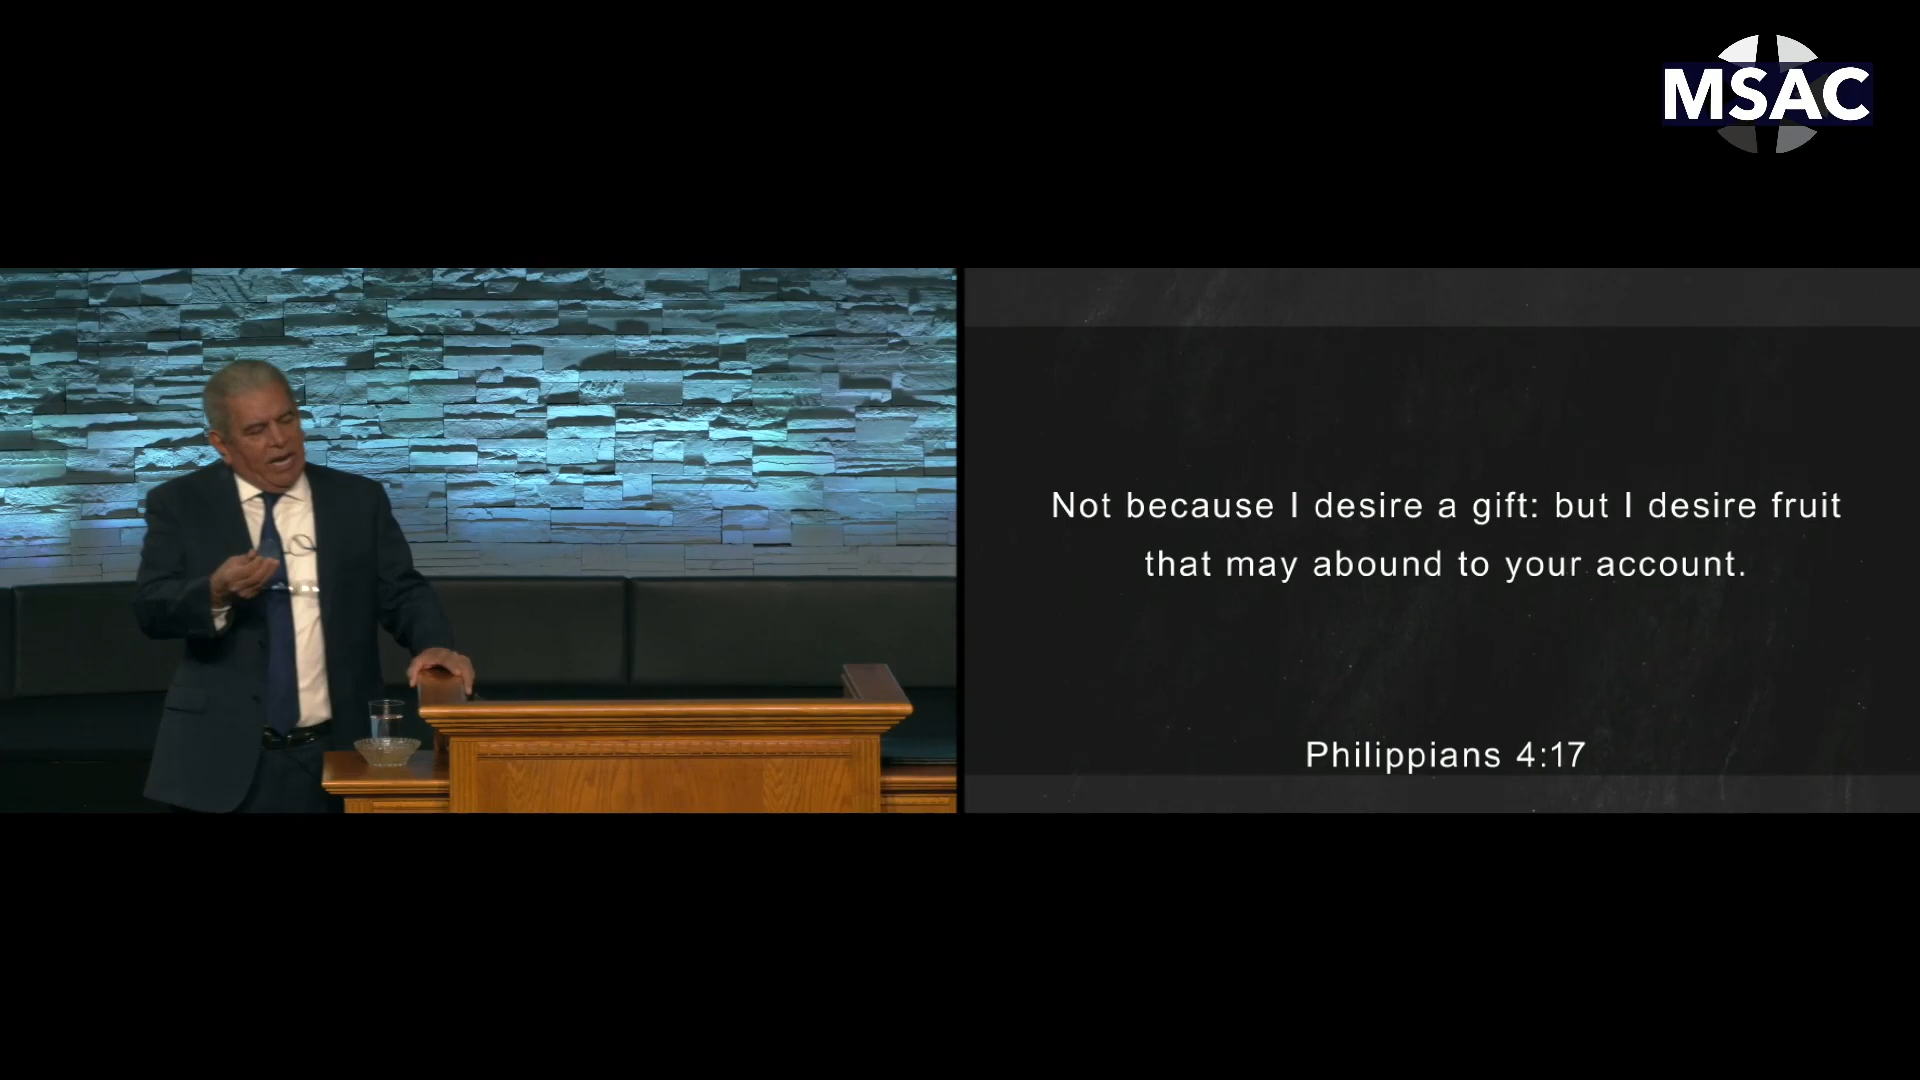 MSAC
Not because I desire a gift: but I desire fruit
that may abound to your account.
Philippians 4:17